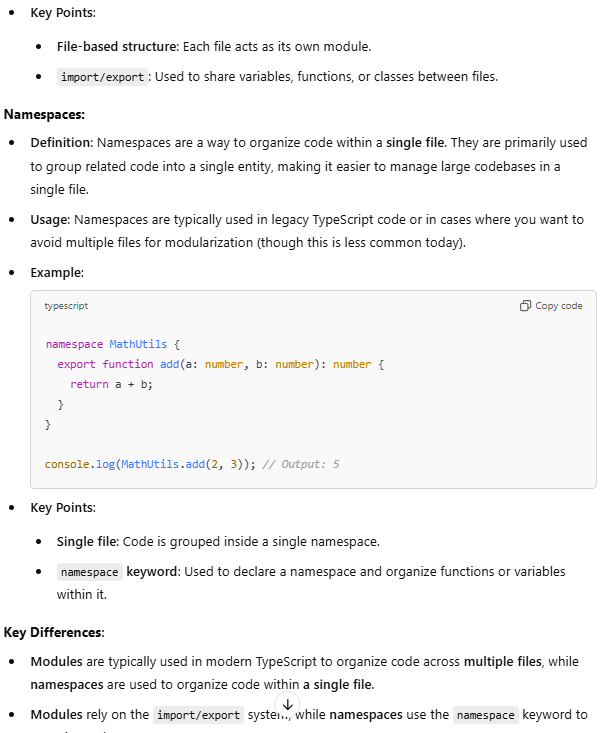 Key Points:
File-based structure: Each file acts as its own module.
import/export: Used to share variables, functions, or classes between files.
Namespaces:
Definition: Namespaces are a way to organize code within a single file. They are primarily used
to group related code into a single entity, making it easier to manage large codebases in a
single file.
Usage: Namespaces are typically used in legacy TypeScript code or in cases where you want to
avoid multiple files for modularization (though this is less common today).
Example:
typescript Copy code
namespace MathUtils {
  export function add(a: number, b: number): number {
    return a + b;
  }
}
console.log(MathUtils.add(2, 3)); // Output: 5
Key Points:
Single file: Code is grouped inside a single namespace.
namespace keyword: Used to declare a namespace and organize functions or variables
within it.
Key Differences:
Modules are typically used in modern TypeScript to organize code across multiple files, while
namespaces are used to organize code within a single file.
Modules rely on the import/export system, while namespaces use the namespace keyword to